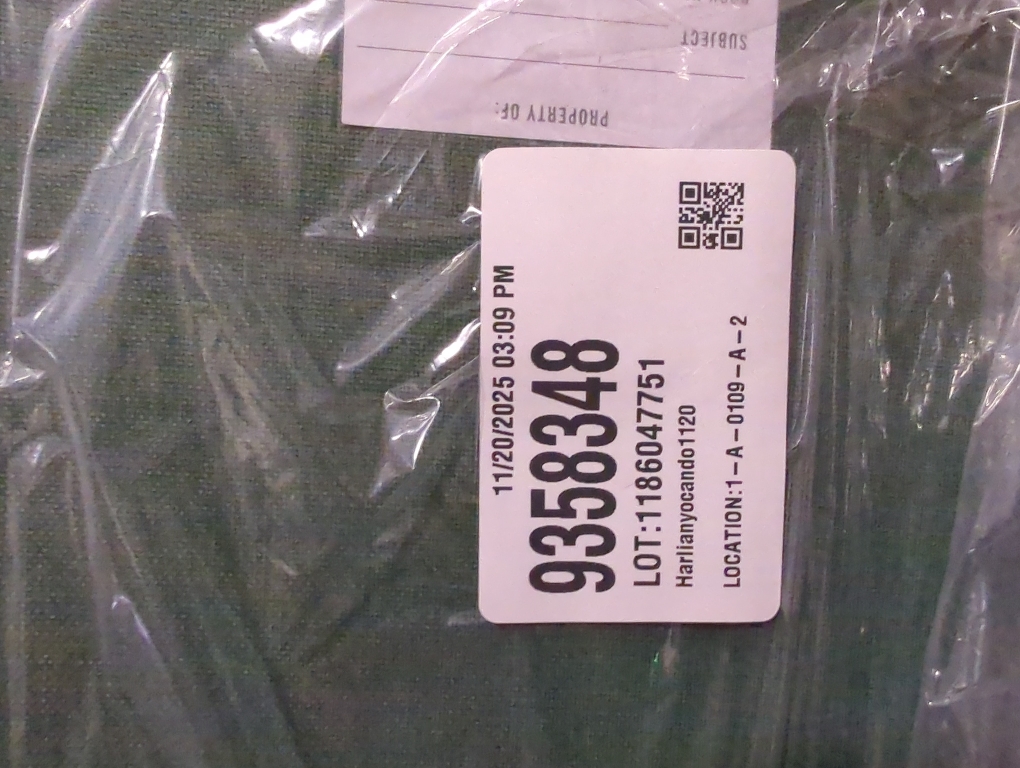 SUBJECT
PROPERTY OF:
11/20/2025 03:09 PM
9358348
LOT:1186047751
Harlianyocando1120
LOCATION:1-A-0109-A-2